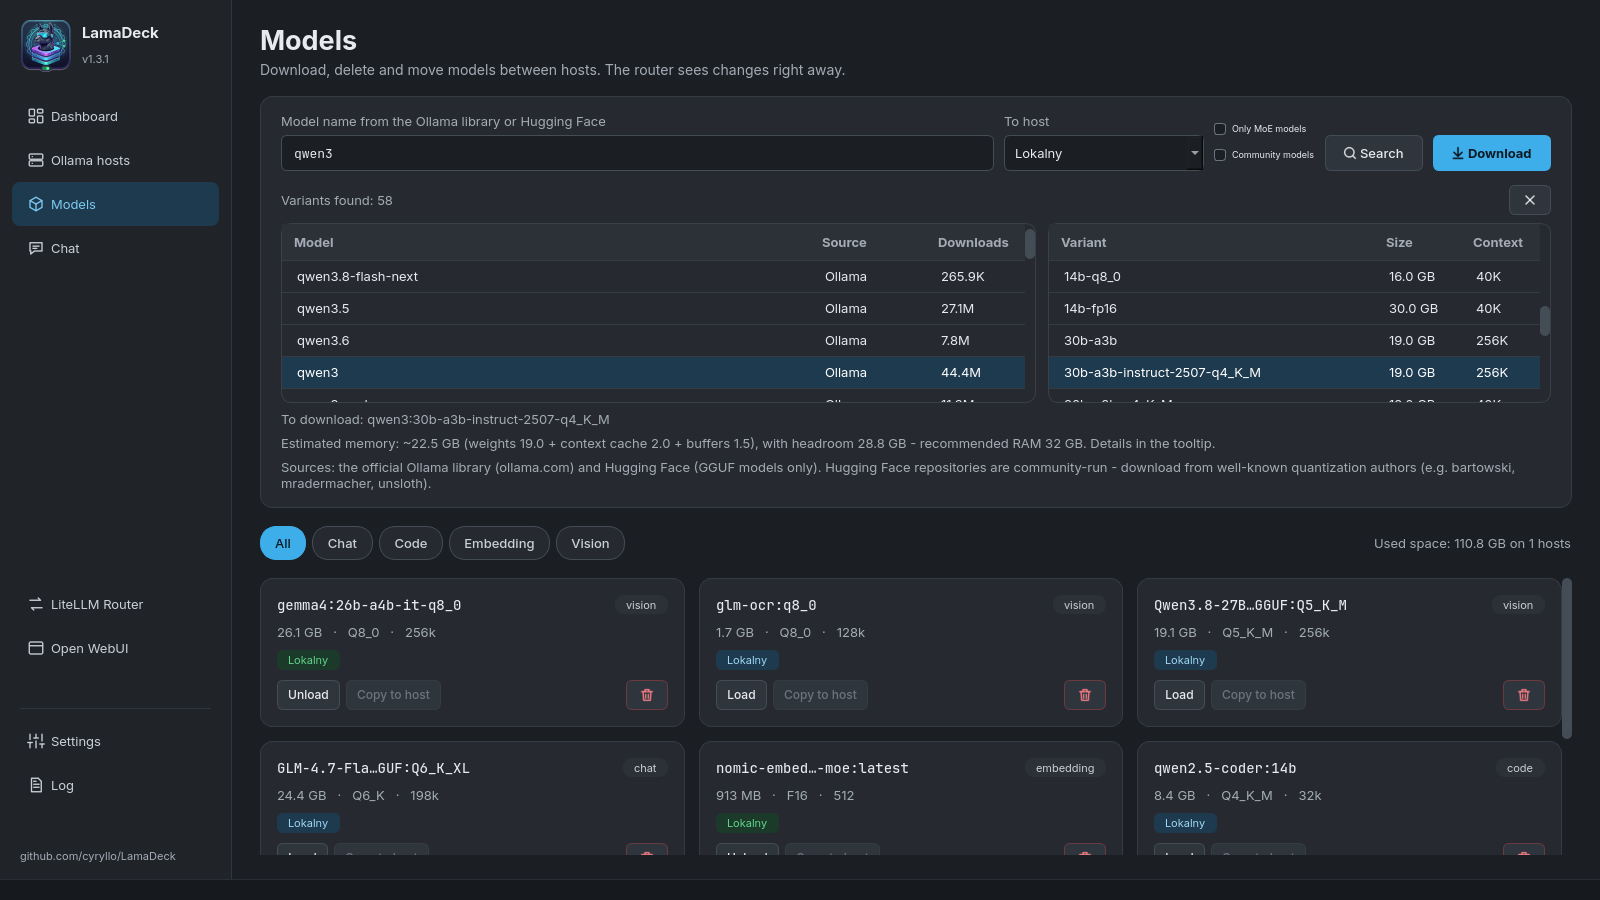 LamaDeck
v1.3.1
Dashboard
Ollama hosts
Models
Chat
LiteLLM Router
Open WebUI
Settings
Log
github.com/cyryllo/LamaDeck
Models
Download, delete and move models between hosts. The router sees changes right away.
Model name from the Ollama library or Hugging Face
To host
qwen3
Lokalny
Only MoE models
Community models
Search
Download
Variants found: 58
Model Source Downloads
qwen3.8-flash-next Ollama 265.9K
qwen3.5 Ollama 27.1M
qwen3.6 Ollama 7.8M
qwen3 Ollama 44.4M
Variant Size Context
14b-q8_0 16.0 GB 40K
14b-fp16 30.0 GB 40K
30b-a3b 19.0 GB 256K
30b-a3b-instruct-2507-q4_K_M 19.0 GB 256K
To download: qwen3:30b-a3b-instruct-2507-q4_K_M
Estimated memory: ~22.5 GB (weights 19.0 + context cache 2.0 + buffers 1.5), with headroom 28.8 GB - recommended RAM 32 GB. Details in the tooltip.
Sources: the official Ollama library (ollama.com) and Hugging Face (GGUF models only). Hugging Face repositories are community-run - download from well-known quantization authors (e.g. bartowski,
mradermacher, unsloth).
All
Chat
Code
Embedding
Vision
Used space: 110.8 GB on 1 hosts
gemma4:26b-a4b-it-q8_0 vision
26.1 GB · Q8_0 · 256k
Lokalny
Unload Copy to host
glm-ocr:q8_0 vision
1.7 GB · Q8_0 · 128k
Lokalny
Load Copy to host
Qwen3.8-27B…GGUF:Q5_K_M vision
19.1 GB · Q5_K_M · 256k
Lokalny
Load Copy to host
GLM-4.7-Fla…GUF:Q6_K_XL chat
24.4 GB · Q6_K · 198k
Lokalny
nomic-embed…-moe:latest embedding
913 MB · F16 · 512
Lokalny
qwen2.5-coder:14b code
8.4 GB · Q4_K_M · 32k
Lokalny